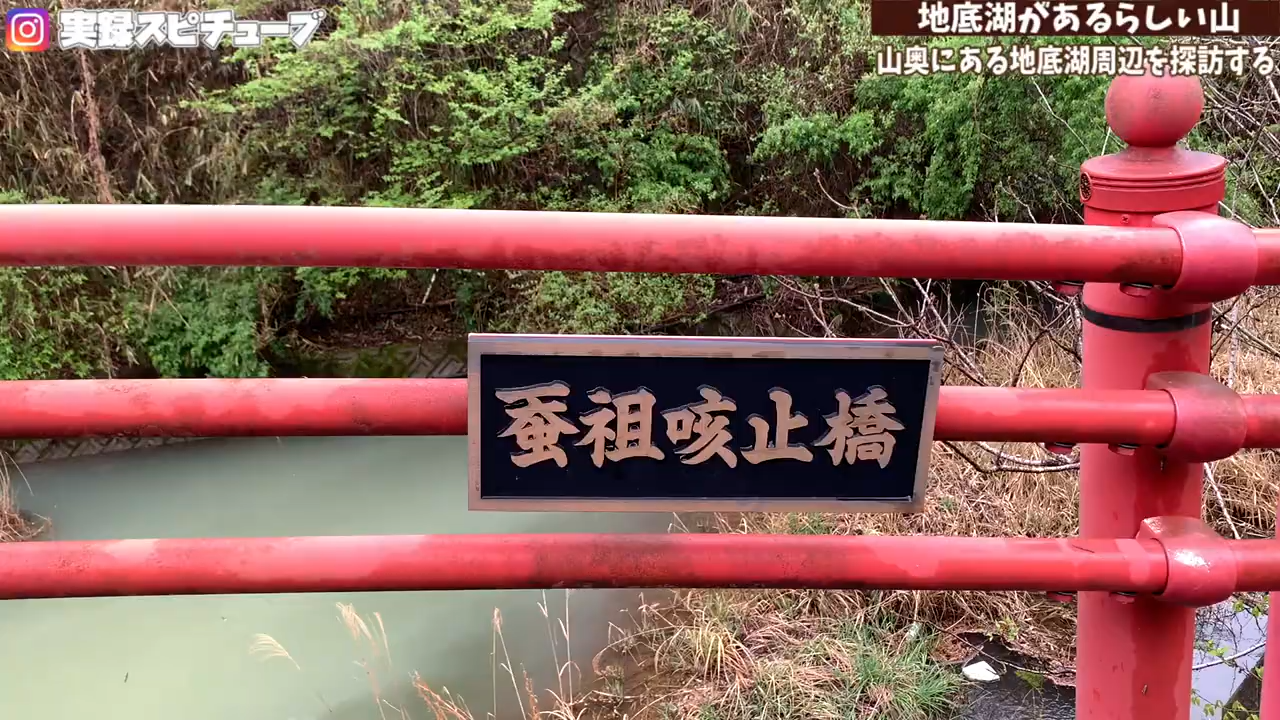 実録スピチューブ
地底湖があるらしい山
山奥にある地底湖周辺を探訪する
蚕祖咳止橋